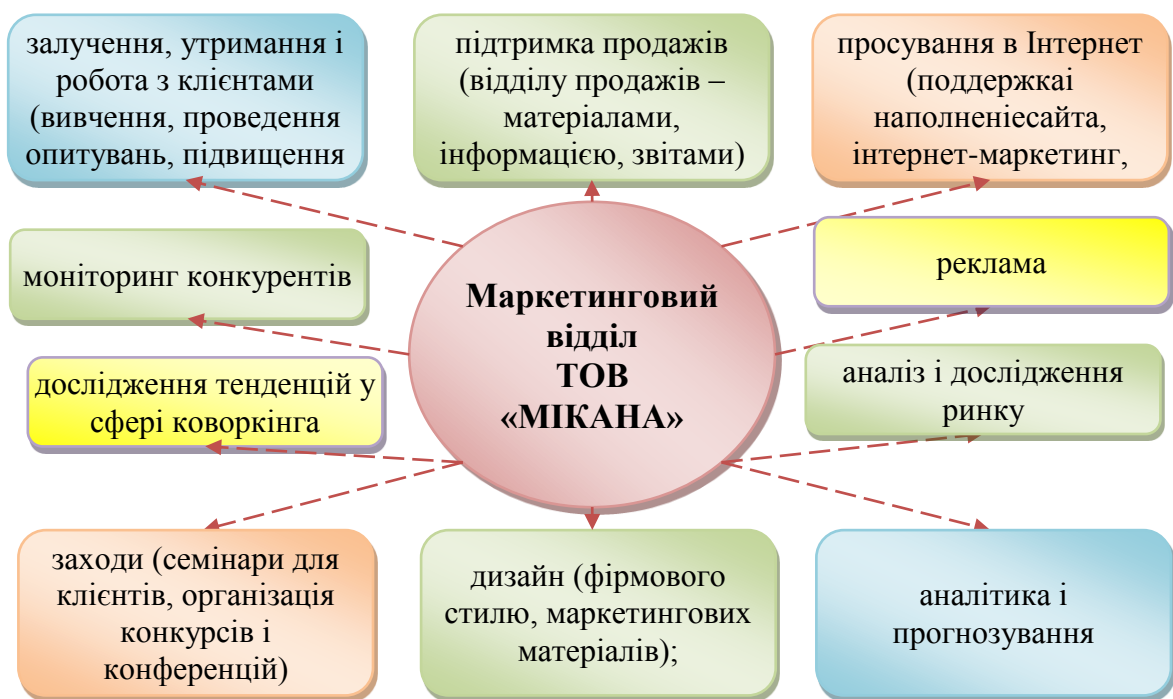 залучення, утримання і
робота з клієнтами
(вивчення, проведення
опитувань, підвищення
підтримка продажів
(відділу продажів –
матеріалами,
інформацією, звітами)
просування в Інтернет
(поддержкаі
наполненіесайта,
інтернет-маркетинг,
моніторинг конкурентів
реклама
Маркетинговий
відділ
ТОВ
«МІКАНА»
дослідження тенденцій у
сфері коворкінга
аналіз і дослідження
ринку
заходи (семінари для
клієнтів, організація
конкурсів і
конференцій)
дизайн (фірмового
стилю, маркетингових
матеріалів);
аналітика і
прогнозування